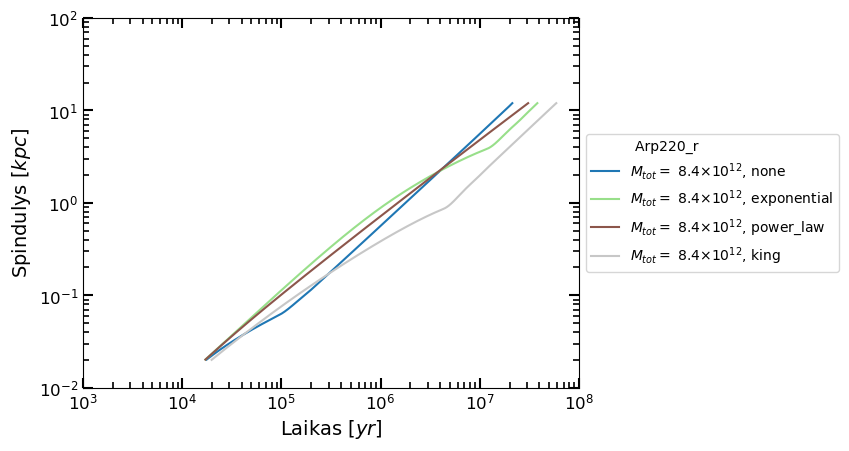 10²
10¹
10⁰
10⁻¹
10⁻²
Spindulys [kpc]
10³ 10⁴ 10⁵ 10⁶ 10⁷ 10⁸
Laikas [yr]
Arp220_r
M_tot = 8.4×10¹², none
M_tot = 8.4×10¹², exponential
M_tot = 8.4×10¹², power_law
M_tot = 8.4×10¹², king